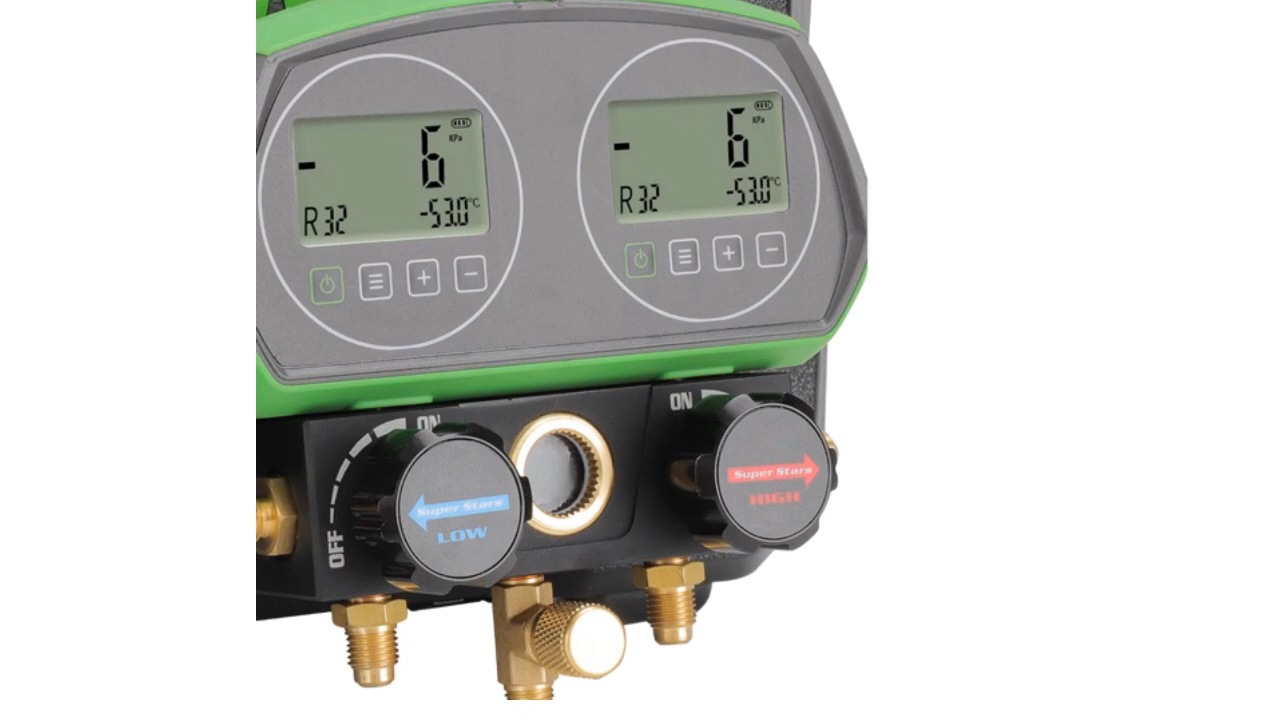 - 6 KPa
R32 -53.0°C
- 6 KPa
R32 -53.0°C
ON
OFF
Super Stars
LOW
ON
Super Stars
HIGH